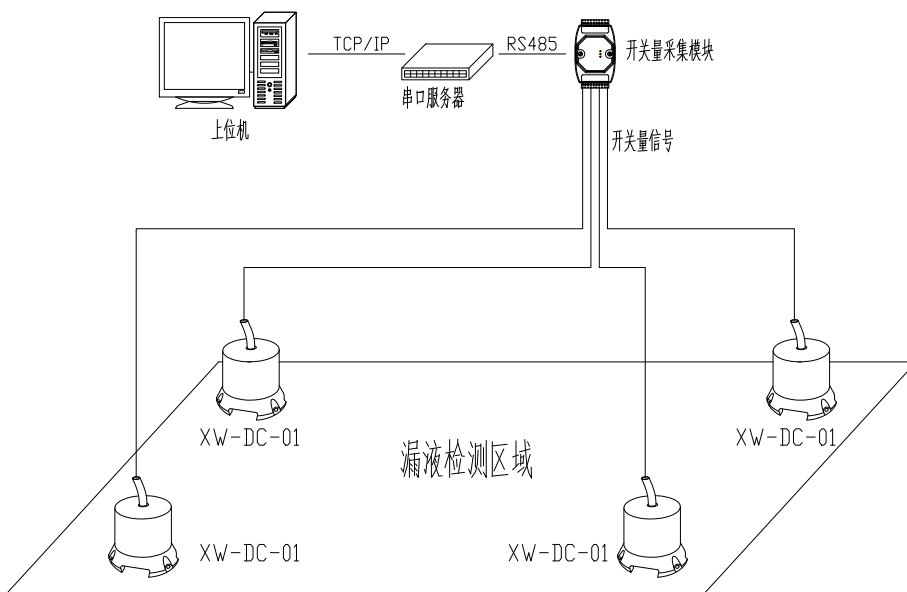 TCP/IP
RS485
开关量采集模块
串口服务器
上位机
开关量信号
XW-DC-01
XW-DC-01
漏液检测区域
XW-DC-01
XW-DC-01